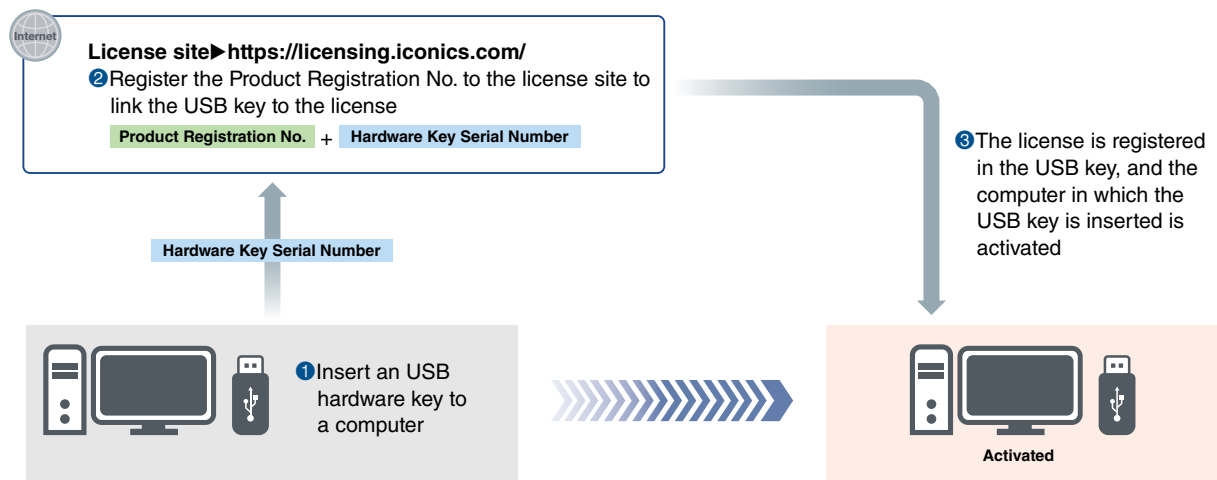 Internet
License site▶https://licensing.iconics.com/
❷Register the Product Registration No. to the license site to
link the USB key to the license
Product Registration No. + Hardware Key Serial Number
Hardware Key Serial Number
❸The license is registered
in the USB key, and the
computer in which the
USB key is inserted is
activated
❶Insert an USB
hardware key to
a computer
Activated